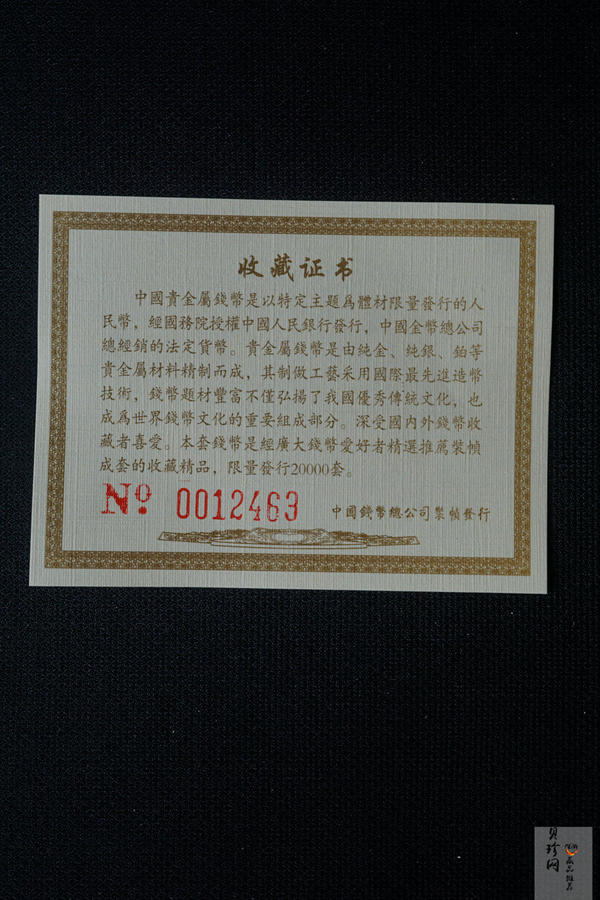 收藏证书
中國貴金屬錢幣是以特定主题爲體材限量發行的人
民幣，經國務院授權中國人民銀行發行，中國金幣總公司
總經銷的法定貨幣。貴金屬錢幣是由純金、純銀、鉑等
貴金屬材料精制而成，其制做工藝采用國際最先進造幣
技術，錢幣題材豐富不僅弘揚了我國優秀傳統文化，也
成爲世界錢幣文化的重要組成部分。深受國内外錢幣收
藏者喜愛。本套錢幣是經廣大錢幣愛好者精選推薦裝幀
成套的收藏精品，限量發行20000套。
№ 0012463
中國錢幣總公司裝幀發行
贝珍网